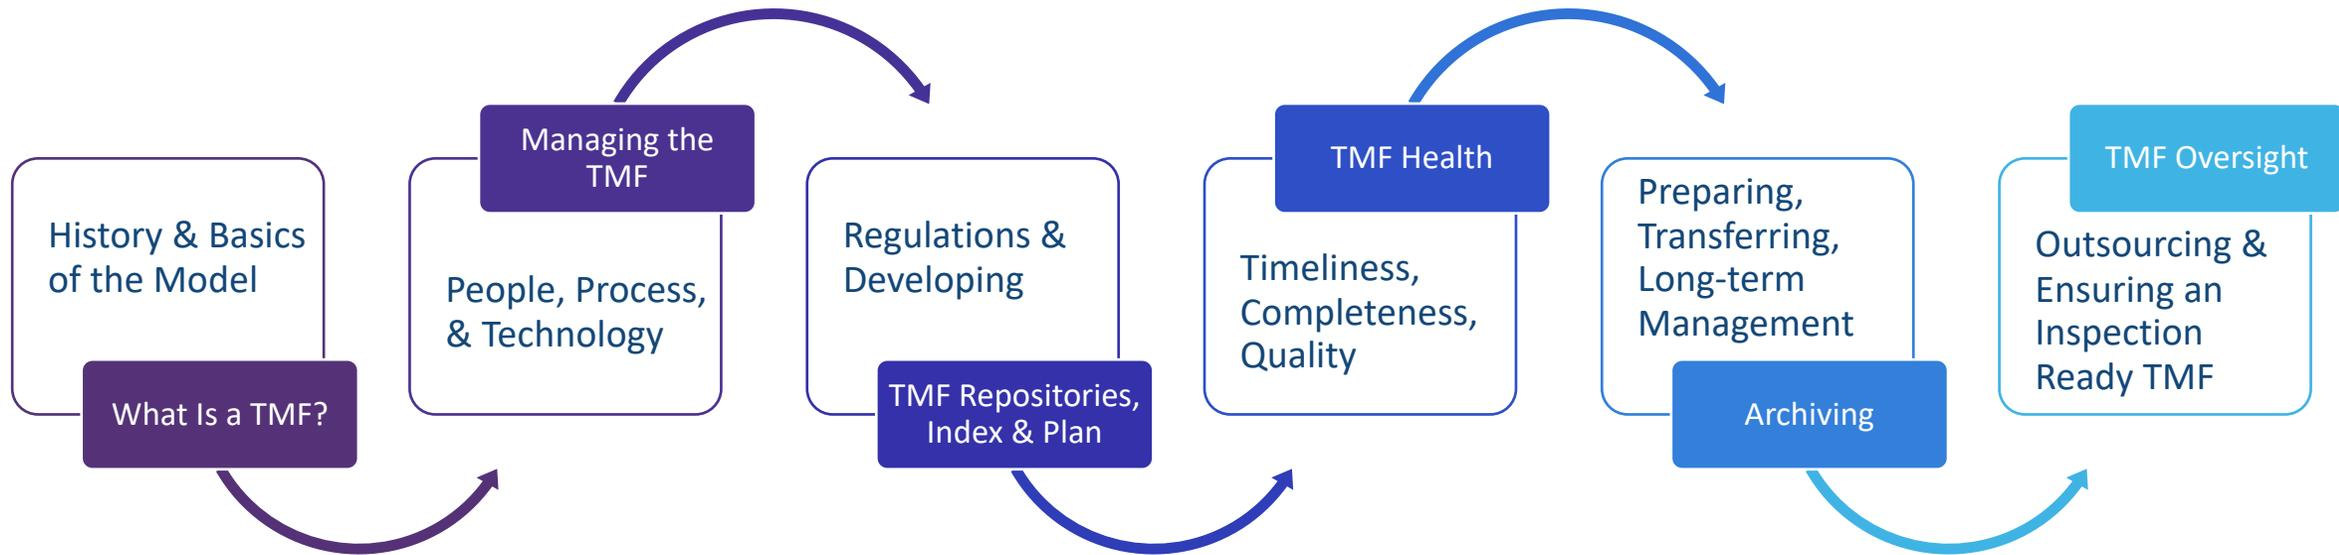 History & Basics
of the Model
What Is a TMF?
Managing the
TMF
People, Process,
& Technology
Regulations &
Developing
TMF Repositories,
Index & Plan
TMF Health
Timeliness,
Completeness,
Quality
Preparing,
Transferring,
Long-term
Management
Archiving
TMF Oversight
Outsourcing &
Ensuring an
Inspection
Ready TMF